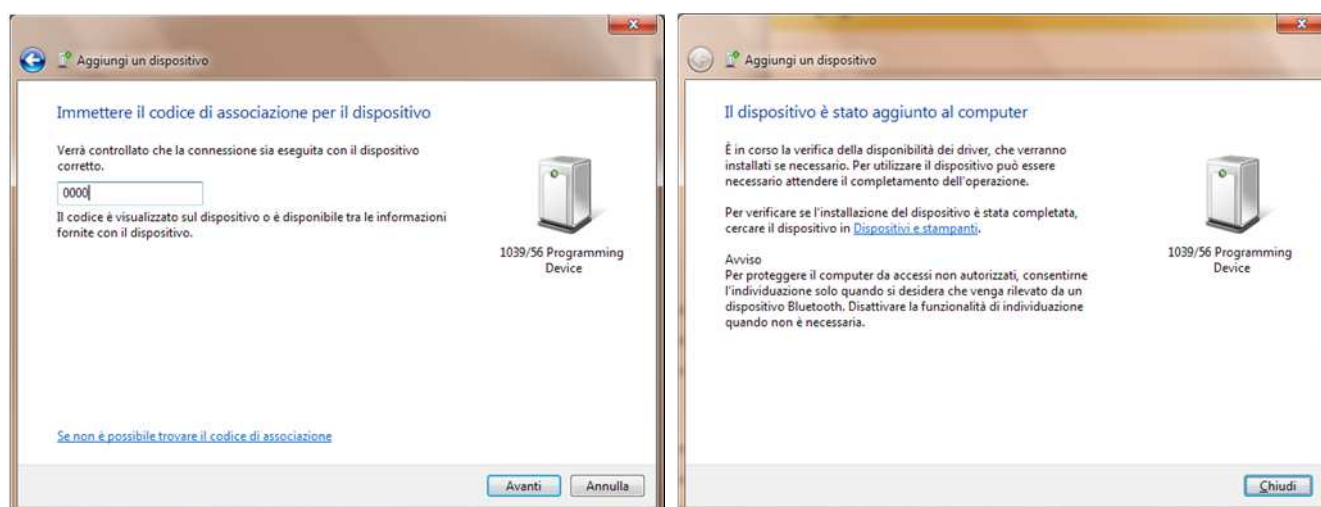 Aggiungi un dispositivo
Immettere il codice di associazione per il dispositivo
Verrà controllato che la connessione sia eseguita con il dispositivo
corretto.
0000
Il codice è visualizzato sul dispositivo o è disponibile tra le informazioni
fornite con il dispositivo.
1039/56 Programming
Device
Se non è possibile trovare il codice di associazione
Avanti
Annulla
Aggiungi un dispositivo
Il dispositivo è stato aggiunto al computer
È in corso la verifica della disponibilità dei driver, che verranno
installati se necessario. Per utilizzare il dispositivo può essere
necessario attendere il completamento dell'operazione.
Per verificare se l'installazione del dispositivo è stata completata,
cercare il dispositivo in Dispositivi e stampanti.
Avviso
Per proteggere il computer da accessi non autorizzati, consentirne
l'individuazione solo quando si desidera che venga rilevato da un
dispositivo Bluetooth. Disattivare la funzionalità di individuazione
quando non è necessaria.
1039/56 Programming
Device
Chiudi